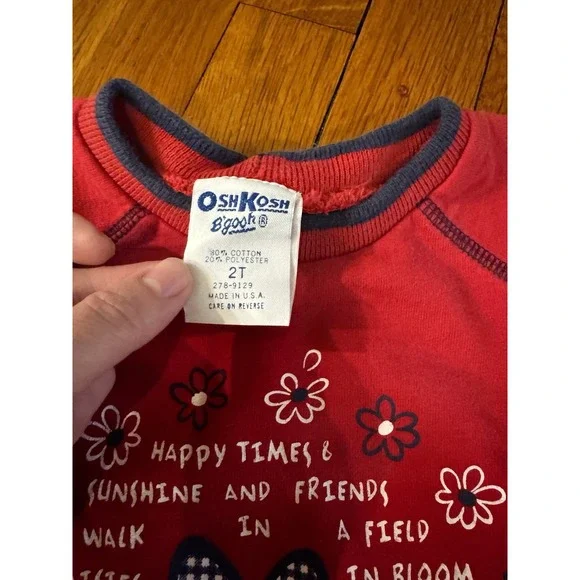 OSHKOSH
B'gosh®
80% COTTON
20% POLYESTER
2T
278-9129
MADE IN U.S.A.
CARE ON REVERSE
HAPPY TIMES &
SUNSHINE AND FRIENDS
WALK IN A FIELD
IN BLOOM